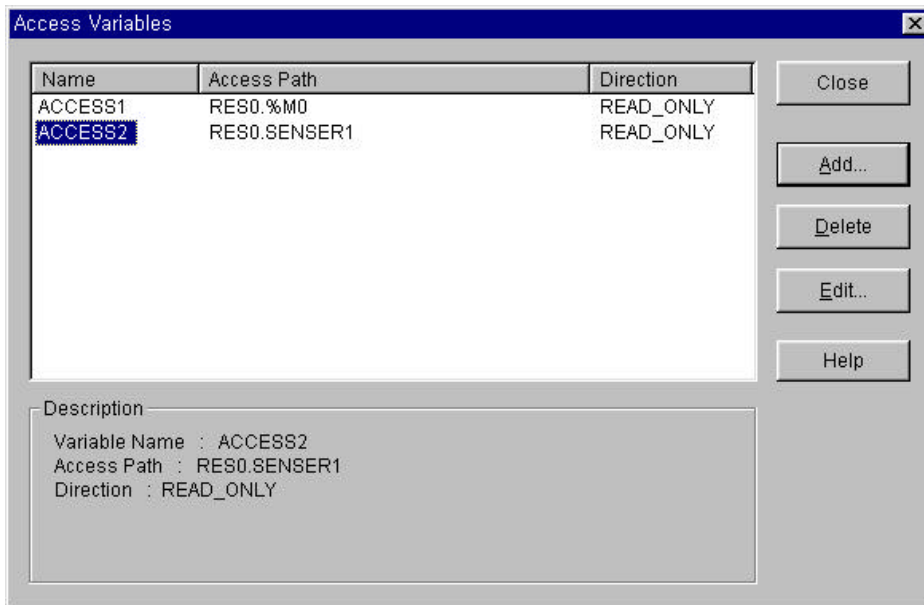 Access Variables
Name Access Path Direction
ACCESS1 RES0.%M0 READ_ONLY
ACCESS2 RES0.SENSER1 READ_ONLY
Close
Add...
Delete
Edit...
Help
Description
Variable Name : ACCESS2
Access Path : RES0.SENSER1
Direction : READ_ONLY